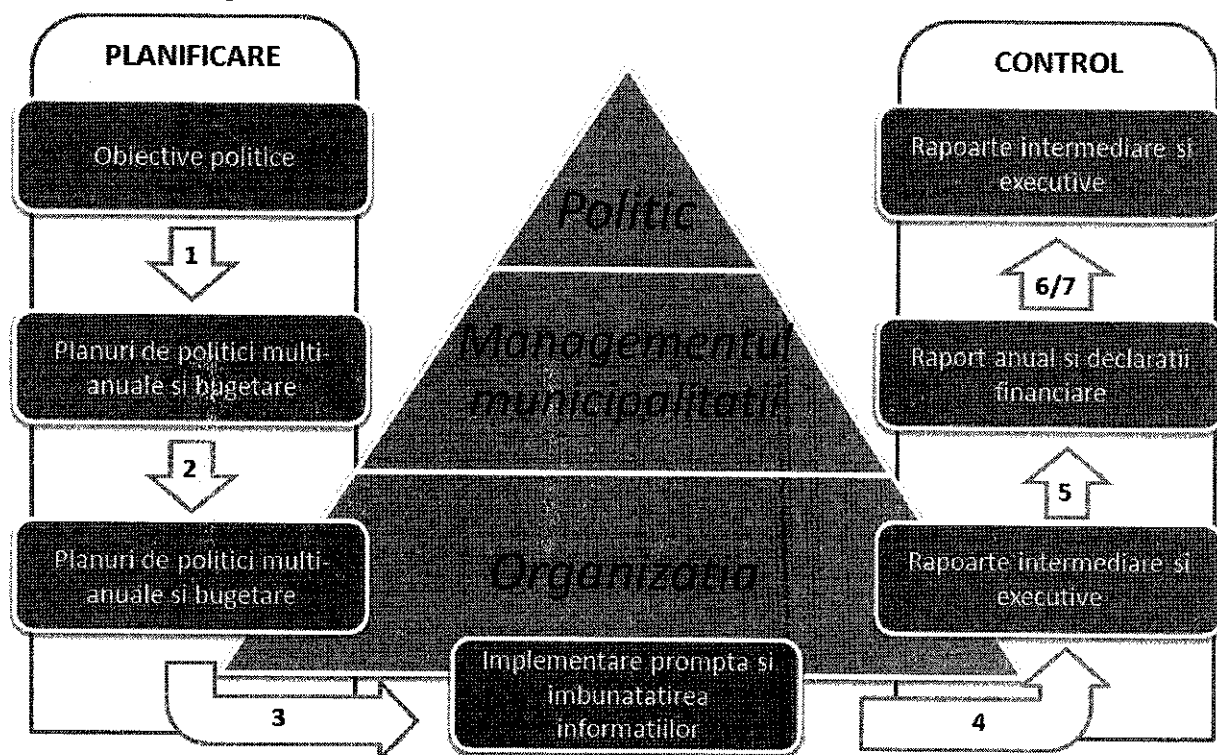 PLANIFICARE
Obiective politice
1
Planuri de politici multi-
anuale si bugetare
2
Planuri de politici multi-
anuale si bugetare
3
Politic
Managementul
municipalitatii
Organizatia
Implementare prompta si
imbunatatirea
informatiilor
4
CONTROL
Rapoarte intermediare si
executive
6/7
Raport anual si declaratii
financiare
5
Rapoarte intermediare si
executive